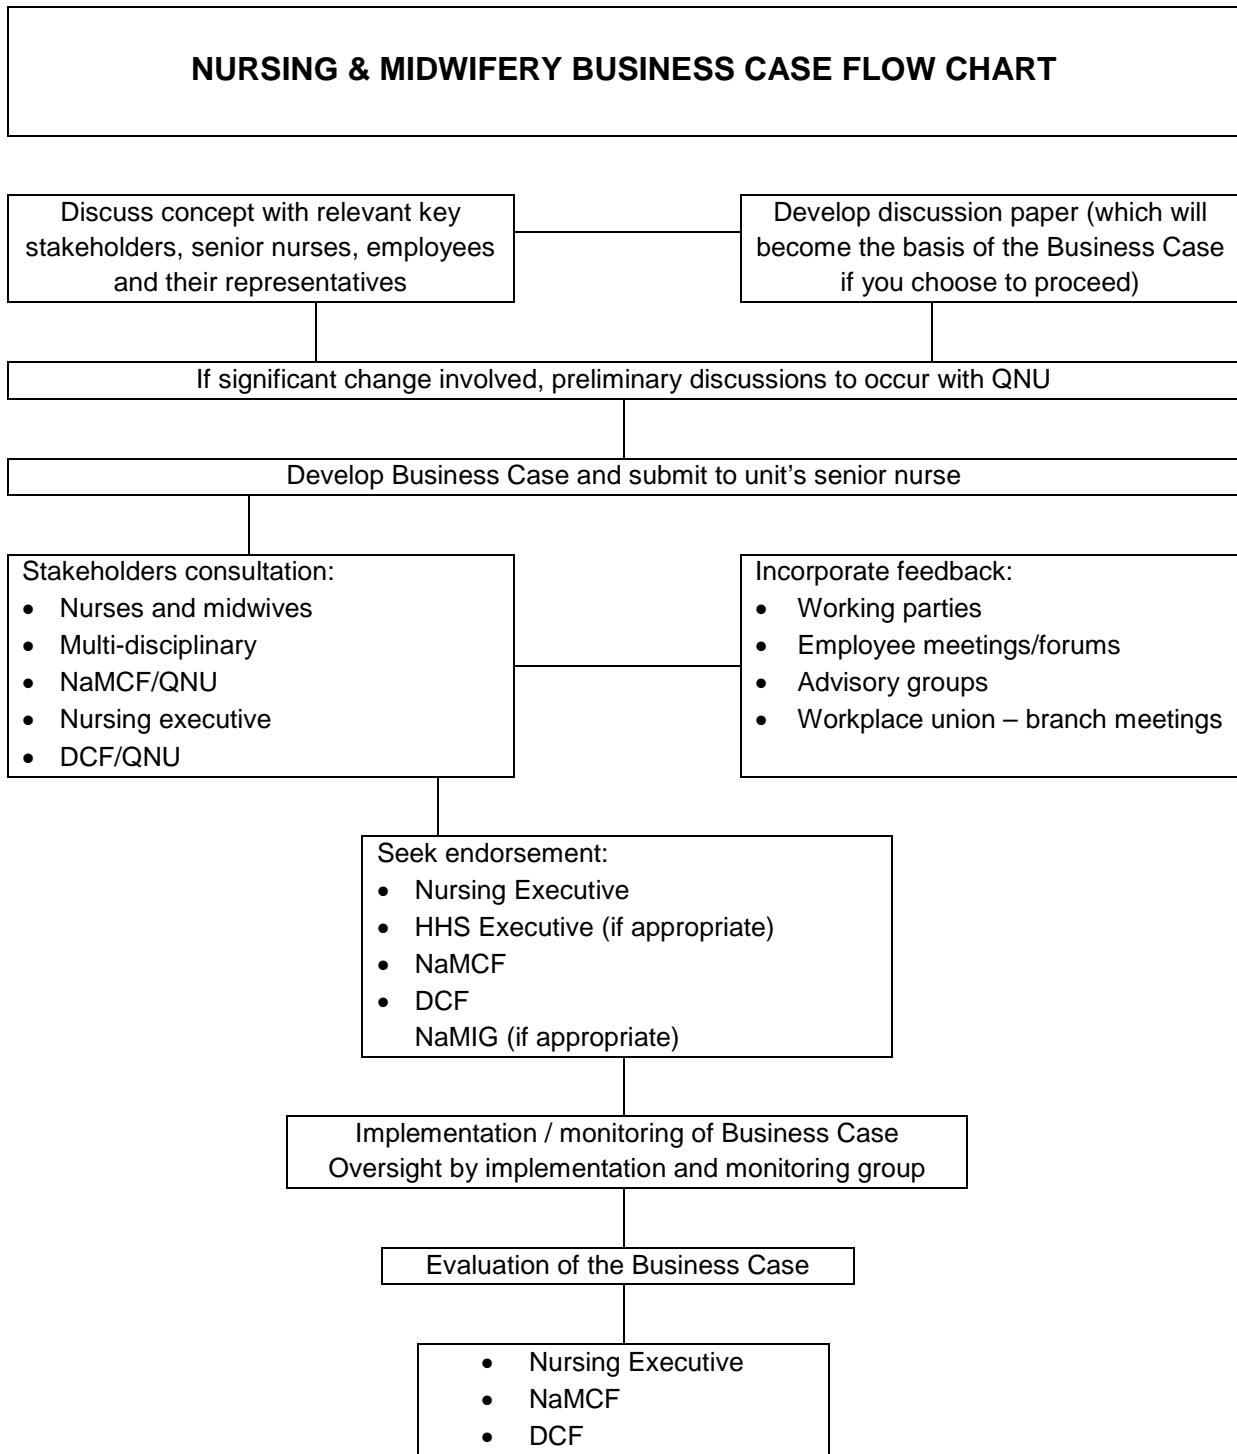 NURSING & MIDWIFERY BUSINESS CASE FLOW CHART
Discuss concept with relevant key
stakeholders, senior nurses, employees
and their representatives
Develop discussion paper (which will
become the basis of the Business Case
if you choose to proceed)
If significant change involved, preliminary discussions to occur with QNU
Develop Business Case and submit to unit's senior nurse
Stakeholders consultation:
• Nurses and midwives
• Multi-disciplinary
• NaMCF/QNU
• Nursing executive
• DCF/QNU
Incorporate feedback:
• Working parties
• Employee meetings/forums
• Advisory groups
• Workplace union – branch meetings
Seek endorsement:
• Nursing Executive
• HHS Executive (if appropriate)
• NaMCF
• DCF
NaMIG (if appropriate)
Implementation / monitoring of Business Case
Oversight by implementation and monitoring group
Evaluation of the Business Case
• Nursing Executive
• NaMCF
• DCF